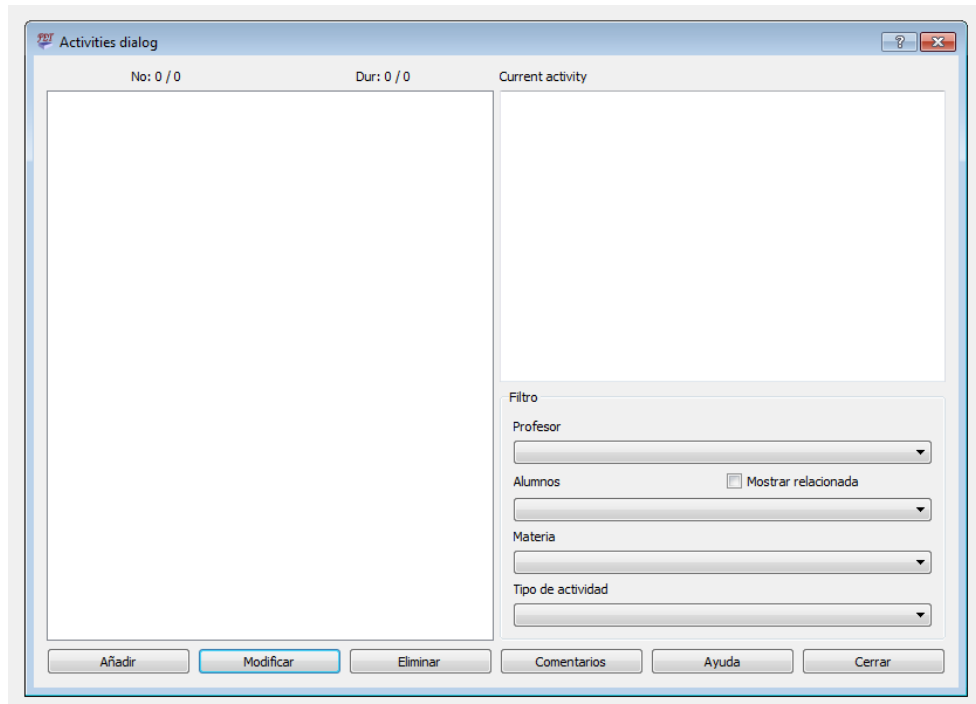 Activities dialog
No: 0 / 0 Dur: 0 / 0 Current activity
Filtro
Profesor
Alumnos Mostrar relacionada
Materia
Tipo de actividad
Añadir Modificar Eliminar Comentarios Ayuda Cerrar